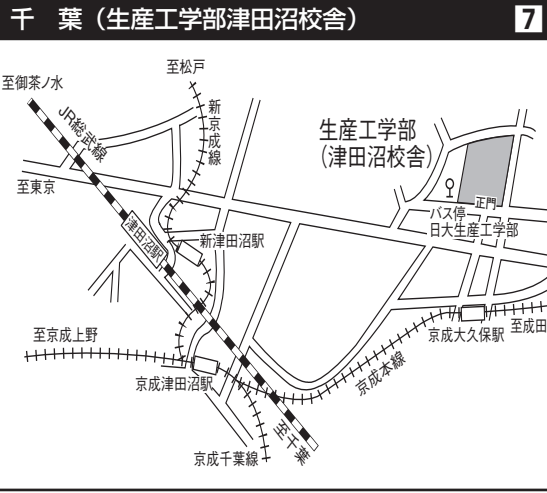 千　葉（生産工学部津田沼校舎）
7
至松戸
至御茶ノ水
JR総武線
新京成線
生産工学部
（津田沼校舎）
至東京
正門
バス停
日大生産工学部
津田沼駅
新津田沼駅
至京成上野
京成大久保駅
至成田
京成津田沼駅
京成本線
京成千葉線
至千葉